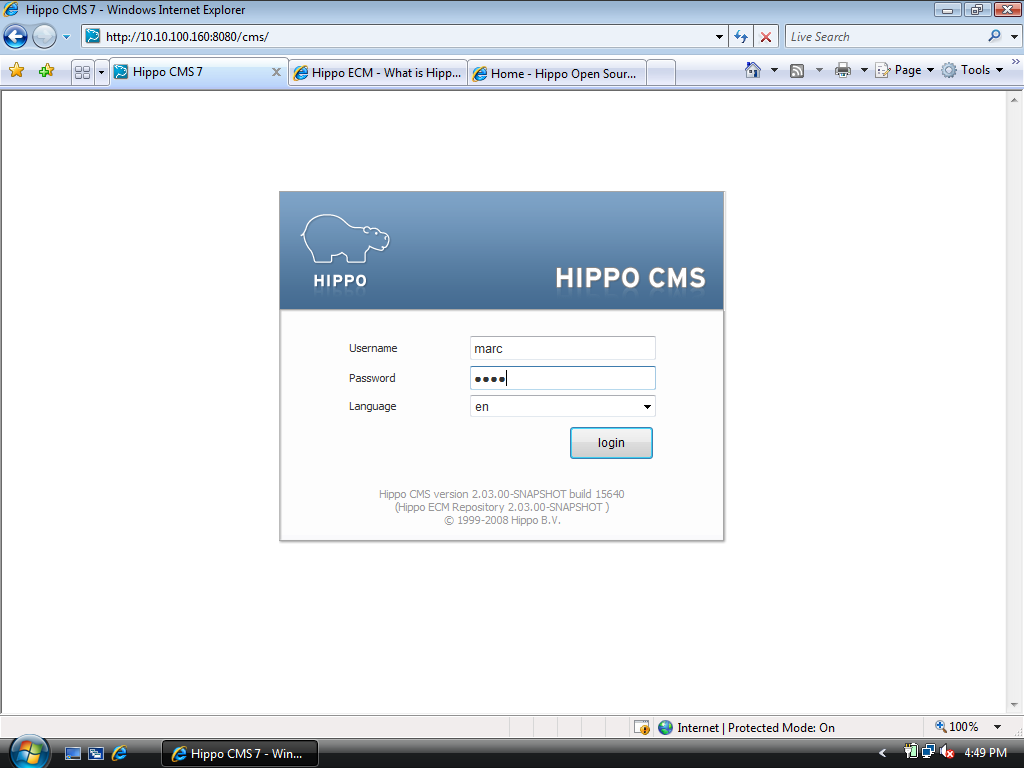 Hippo CMS 7 - Windows Internet Explorer
http://10.10.100.160:8080/cms/
Live Search
Hippo CMS 7
Hippo ECM - What is Hipp...
Home - Hippo Open Sour...
Page
Tools
HIPPO
HIPPO CMS
Username
marc
Password
Language
en
login
Hippo CMS version 2.03.00-SNAPSHOT build 15640
(Hippo ECM Repository 2.03.00-SNAPSHOT )
© 1999-2008 Hippo B.V.
Internet | Protected Mode: On
100%
Hippo CMS 7 - Win...
4:49 PM